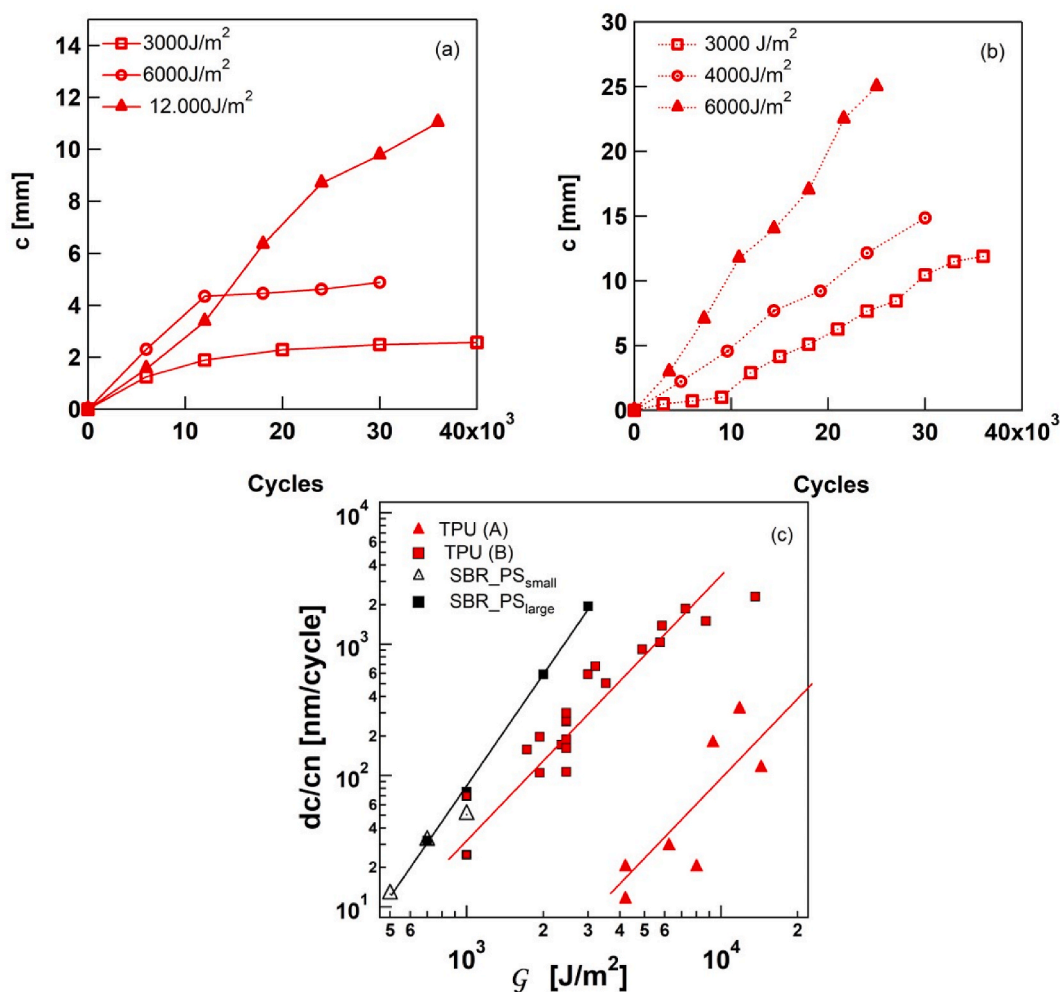 14
12
10
8
6
4
2
0
c [mm]
3000J/m²
6000J/m²
12.000J/m²
(a)
0 10 20 30 40x10³
Cycles
30
25
20
15
10
5
0
c [mm]
3000 J/m²
4000J/m²
6000J/m²
(b)
0 10 20 30 40x10³
Cycles
10⁴
6
4
2
10³
6
4
2
10²
6
4
2
10¹
dc/cn [nm/cycle]
TPU (A)
TPU (B)
SBR_PSsmall
SBR_PSlarge
(c)
5 6 2 3 4 5 6 2
10³ 10⁴
𝒢 [J/m²]